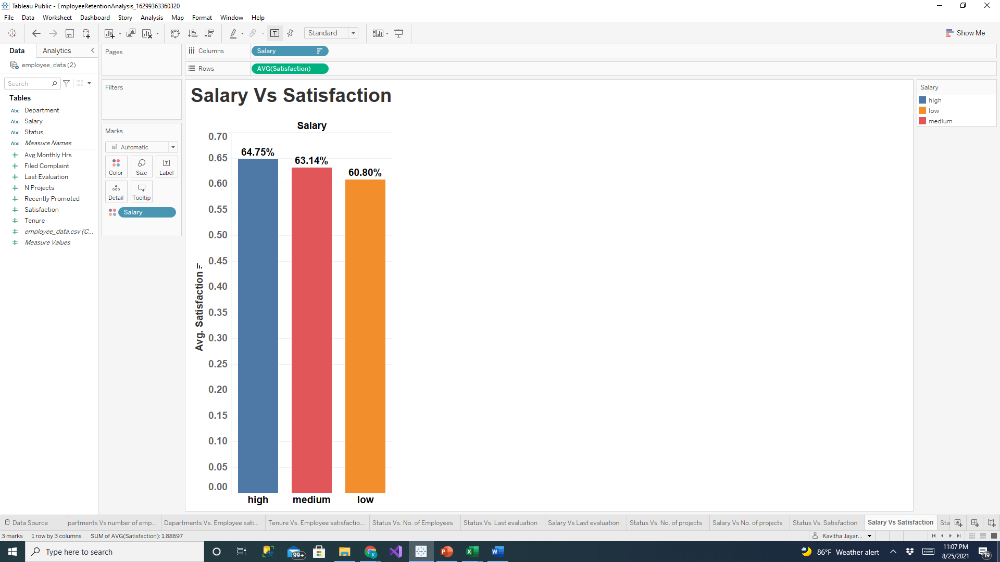 Tableau Public - EmployeeRetentionAnalysis_16299363360320
File Data Worksheet Dashboard Story Analysis Map Format Window Help
Standard
Show Me
Data Analytics
employee_data (2)
Search
Tables
Abc Department
Abc Salary
Abc Status
Abc Measure Names
Avg Monthly Hrs
Filed Complaint
Last Evaluation
N Projects
Recently Promoted
Satisfaction
Tenure
employee_data.csv (C...
Measure Values
Pages
Filters
Marks
Automatic
Color Size Label
Detail Tooltip
Salary
Columns Salary
Rows AVG(Satisfaction)
Salary Vs Satisfaction
Salary
0.70
0.65
0.60
0.55
0.50
0.45
0.40
0.35
0.30
0.25
0.20
0.15
0.10
0.05
0.00
Avg. Satisfaction
64.75%
63.14%
60.80%
high medium low
Salary
high
low
medium
Data Source partments Vs number of emp... Departments Vs. Employee sati... Tenure Vs. Employee satisfactio... Status Vs. No. of Employees Status Vs. Last evaluation Salary Vs Last evaluation Status Vs. No. of projects Salary Vs No. of projects Status Vs. Satisfaction Salary Vs Satisfaction Sta
3 marks 1 row by 3 columns SUM of AVG(Satisfaction): 1.88697 Kavitha Jayar...
Type here to search 99+ 86°F Weather alert 11:07 PM
8/25/2021 19